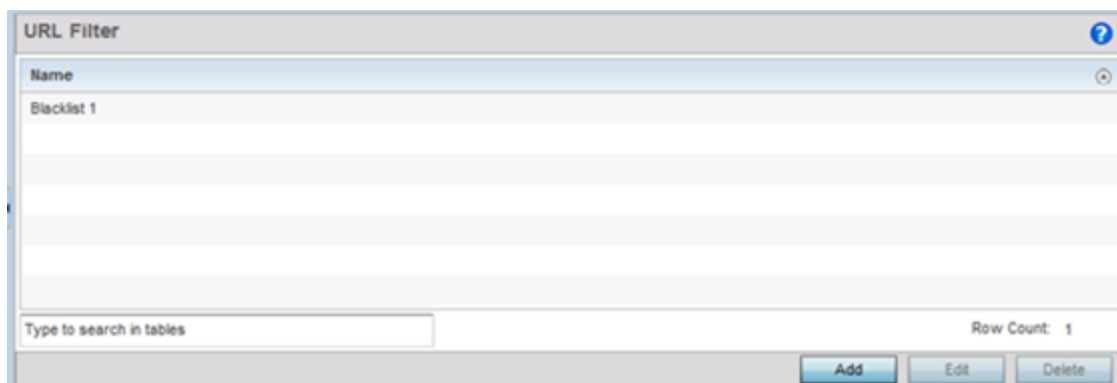 URL Filter
Name
Blacklist 1
Type to search in tables
Row Count: 1
Add Edit Delete